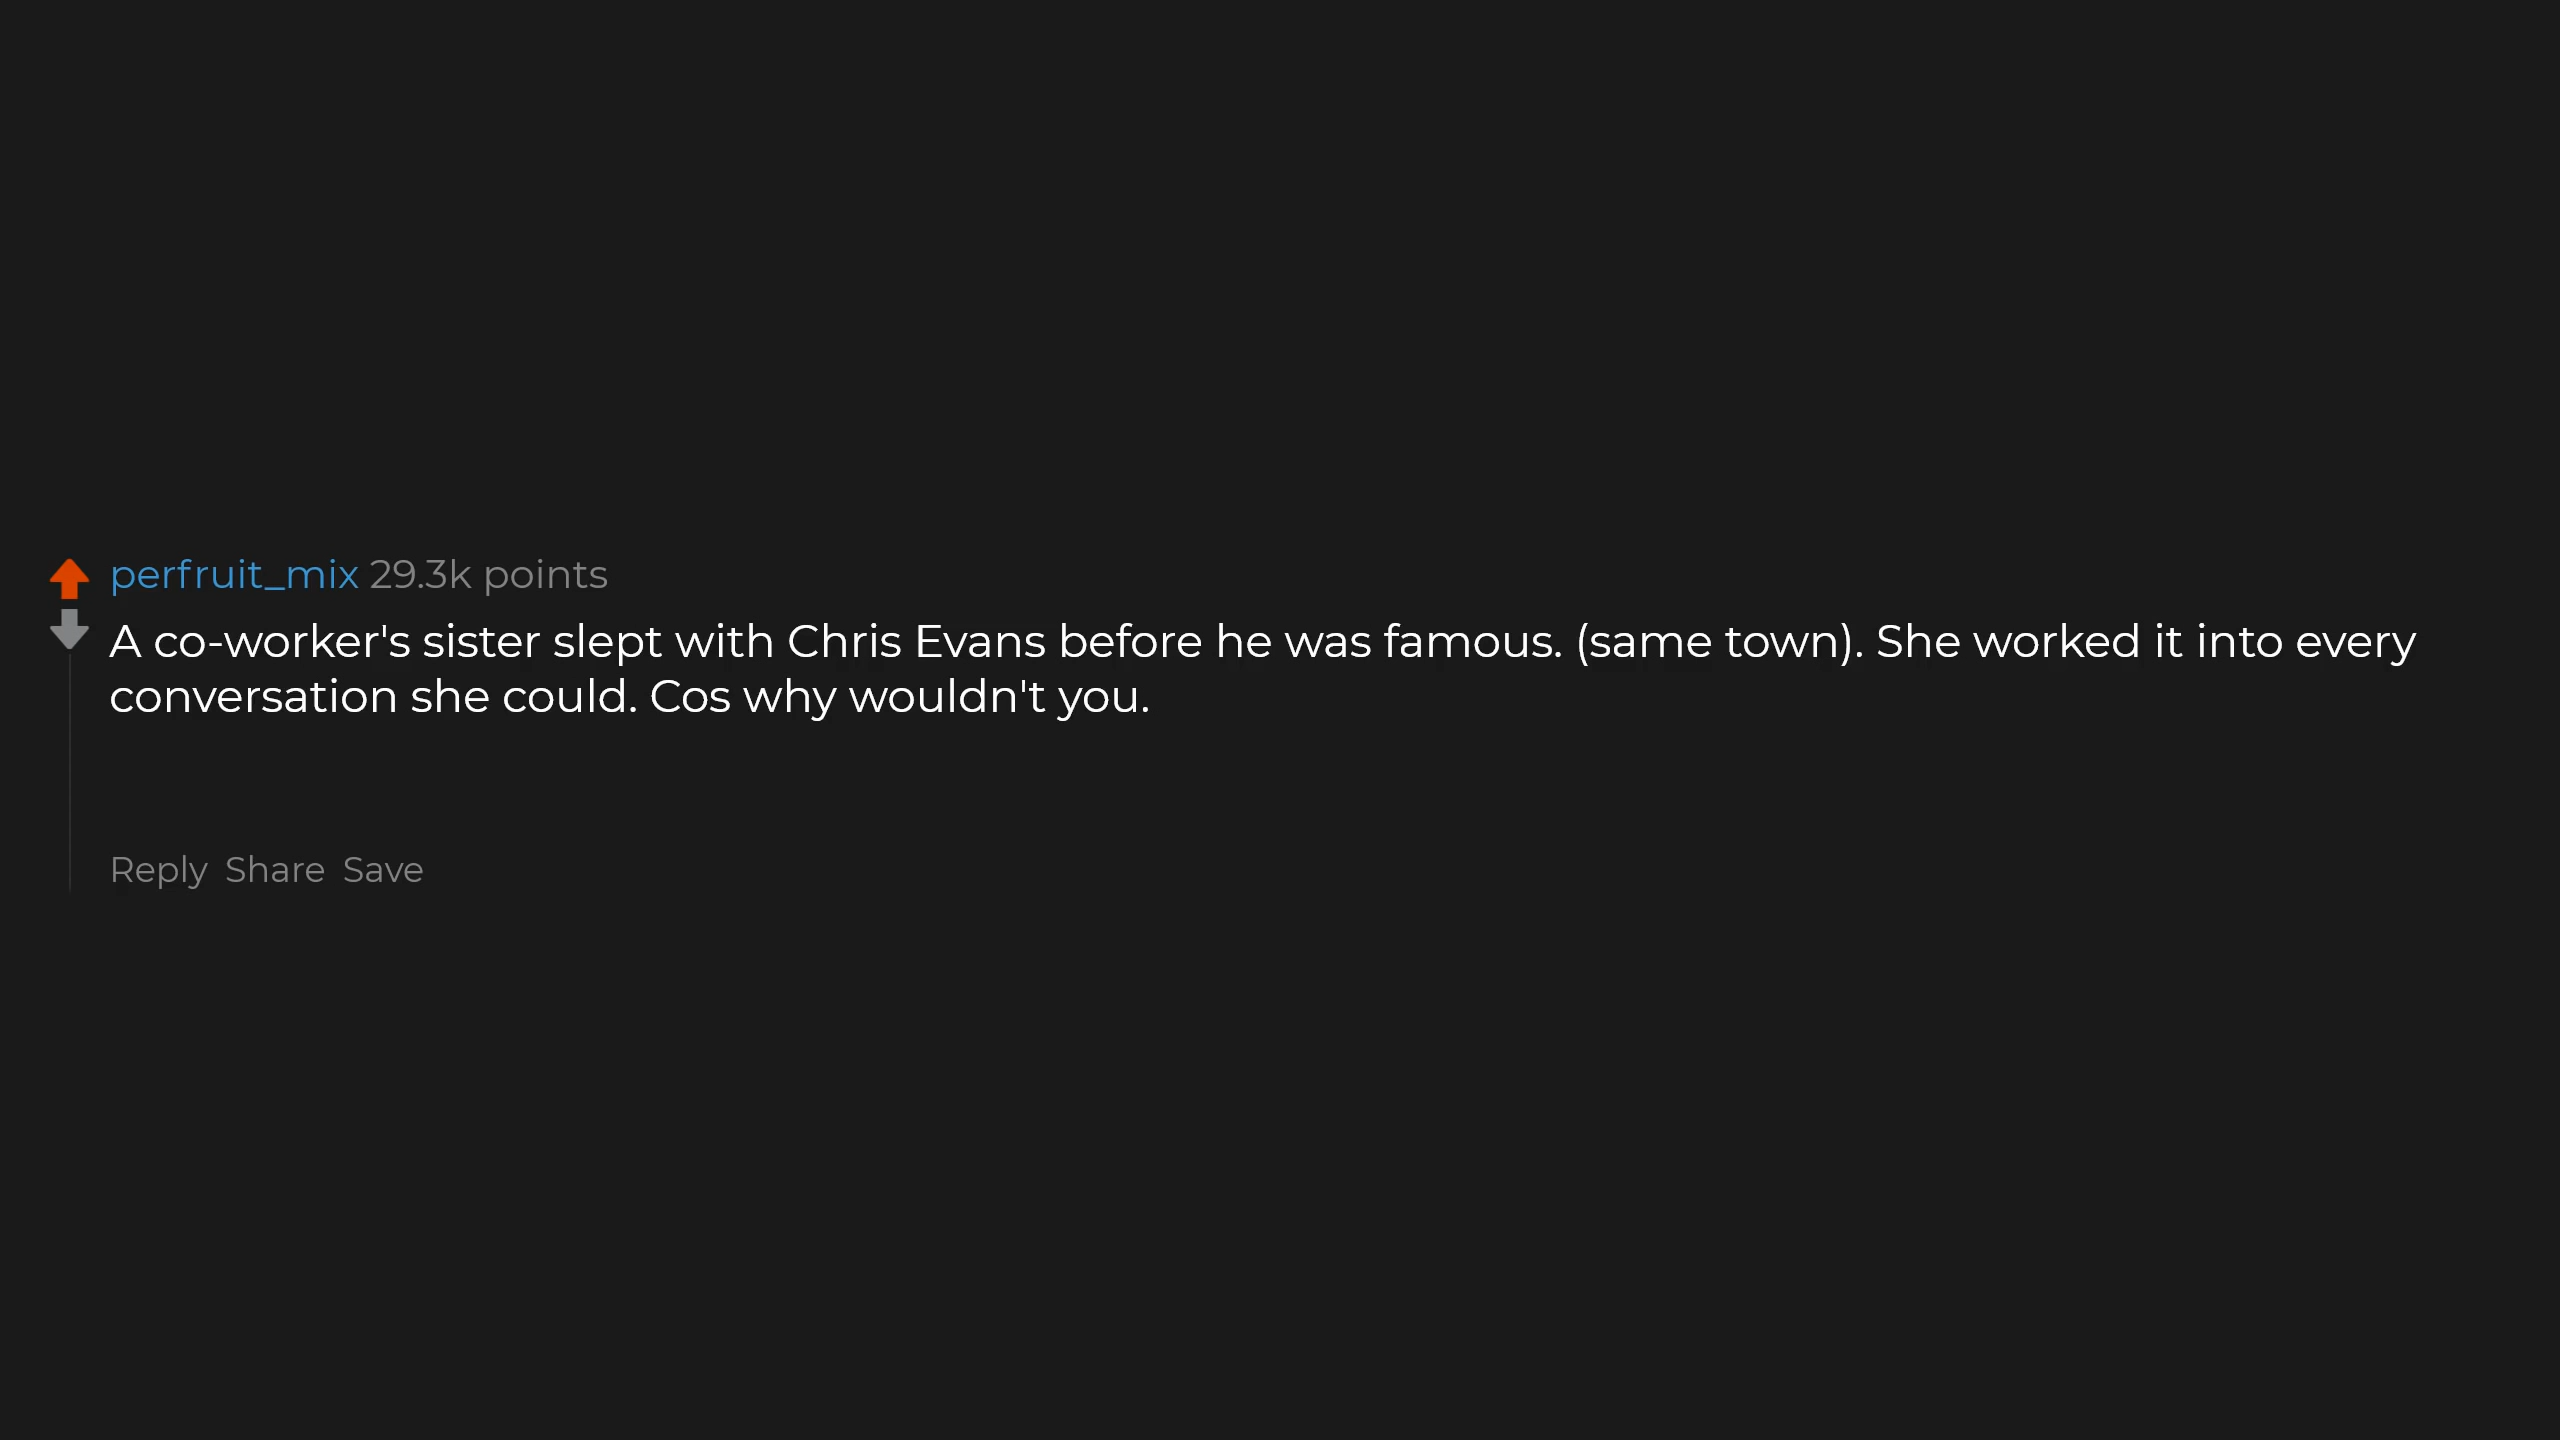 perfruit_mix 29.3k points
A co-worker's sister slept with Chris Evans before he was famous. (same town). She worked it into every
conversation she could. Cos why wouldn't you.
Reply Share Save